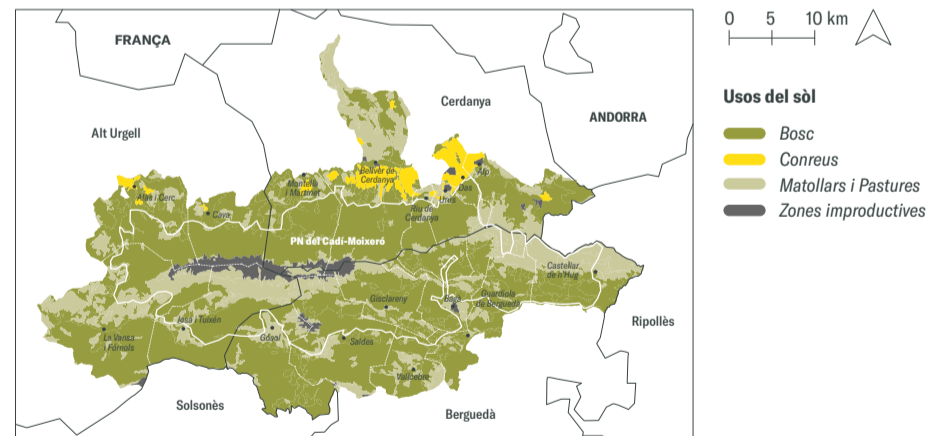 0 5 10 km
FRANÇA
Cerdanya
Usos del sòl
Alt Urgell
ANDORRA
Bosc
Conreus
Matollars i Pastures
Zones improductives
Bellver de
Cerdanya
Alp
Das
Montellà
i Martinet
Alàs i Cerc
Urús
Riu de
Cerdanya
Cava
PN del Cadí-Moixeró
Castellar
de n'Hug
Gisclareny
Bagà
Guardiola
de Berguedà
Ripollès
Josa i Tuixén
La Vansa
i Fórnols
Gósol
Saldes
Vallcebre
Solsonès
Berguedà